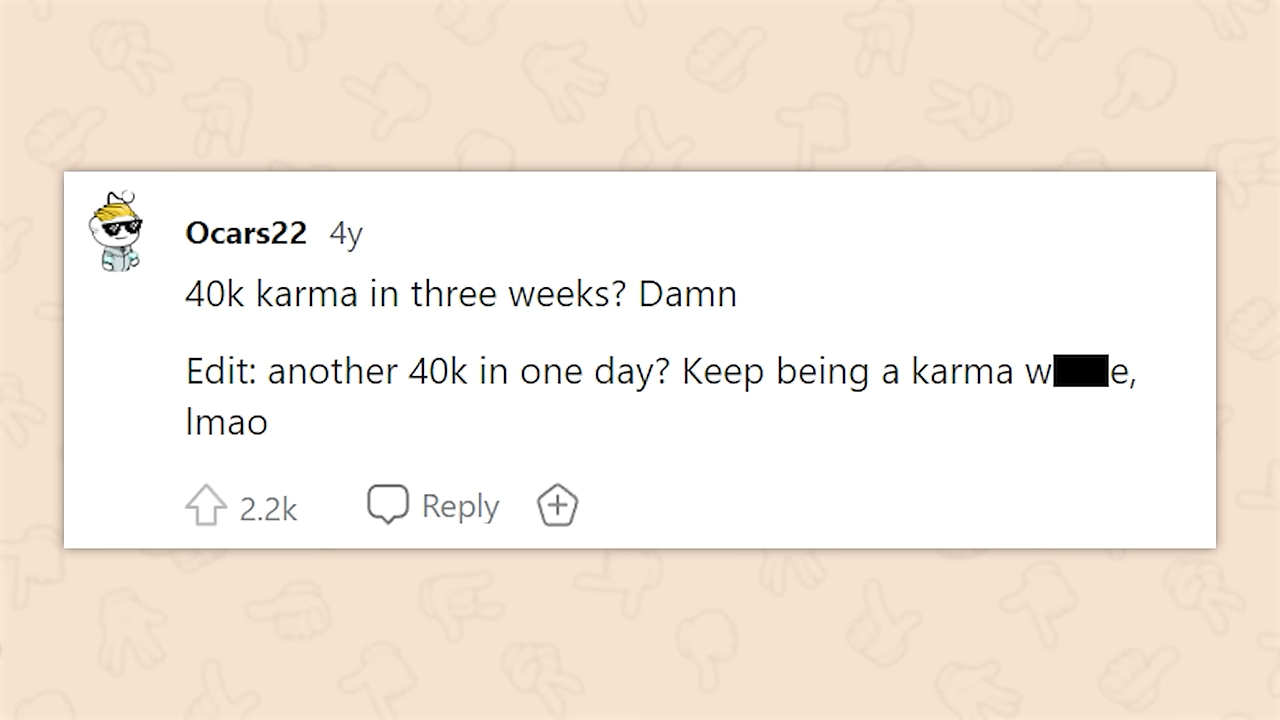 Ocars22 4y
40k karma in three weeks? Damn
Edit: another 40k in one day? Keep being a karma w███e,
lmao
2.2k Reply